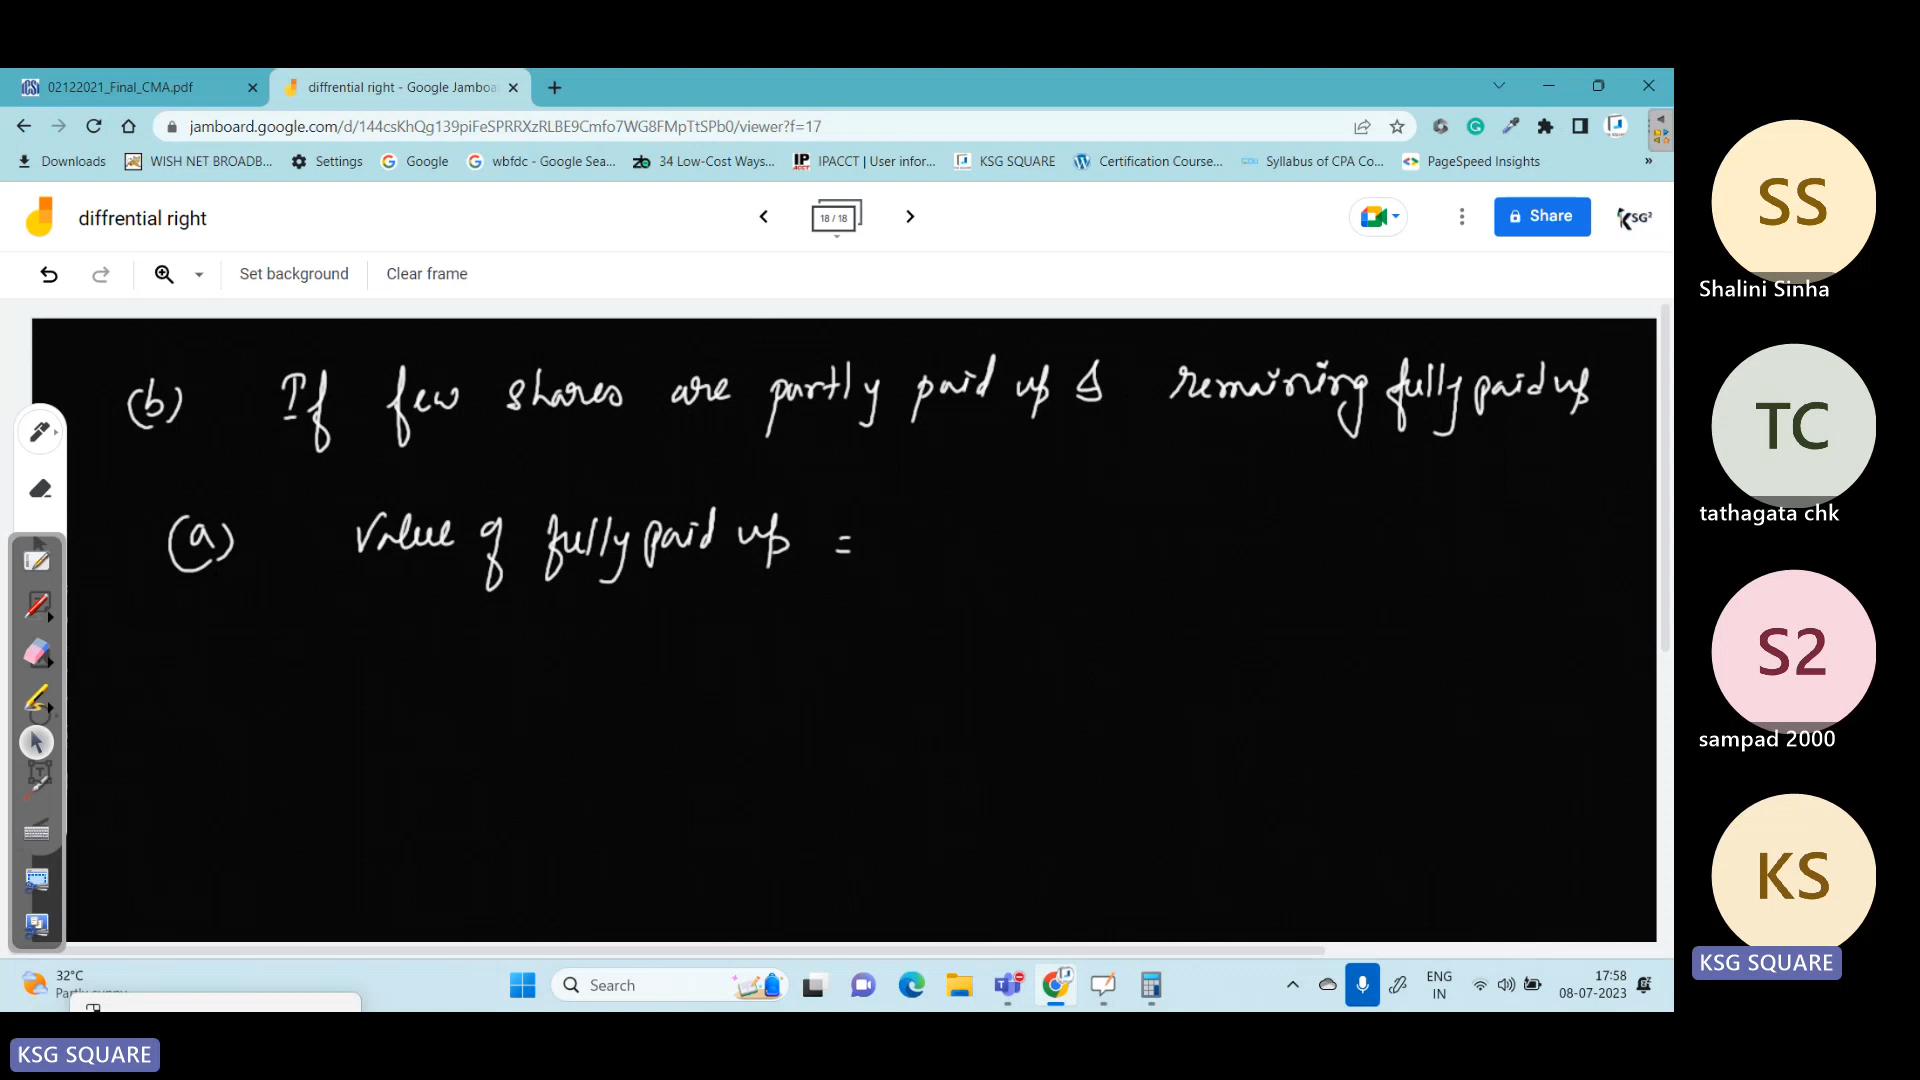 02122021_Final_CMA.pdf
diffrential right - Google Jamboa
jamboard.google.com/d/144csKhQg139piFeSPRRXzRLBE9Cmfo7WG8FMpTtSPb0/viewer?f=17
Downloads WISH NET BROADB... Settings Google wbfdc - Google Sea... 34 Low-Cost Ways... IPACCT | User infor... KSG SQUARE Certification Course... Syllabus of CPA Co... PageSpeed Insights »
diffrential right
18 / 18
Share
KSG²
Set background Clear frame
(b) If few shares are partly paid up & remaining fully paid up
(a) Value of fully paid up =
SS
Shalini Sinha
TC
tathagata chk
S2
sampad 2000
KS
KSG SQUARE
32°C
Partly sunny
Search
ENG
IN
17:58
08-07-2023
KSG SQUARE